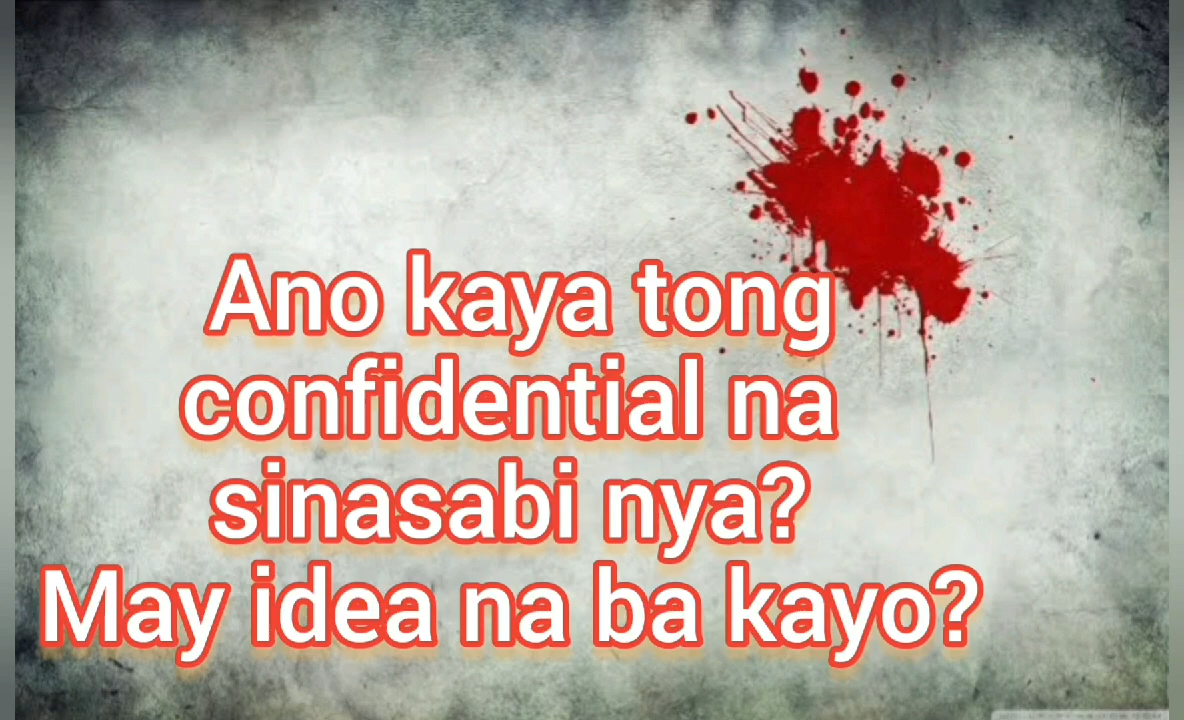 Ano kaya tong
confidential na
sinasabi nya?
May idea na ba kayo?